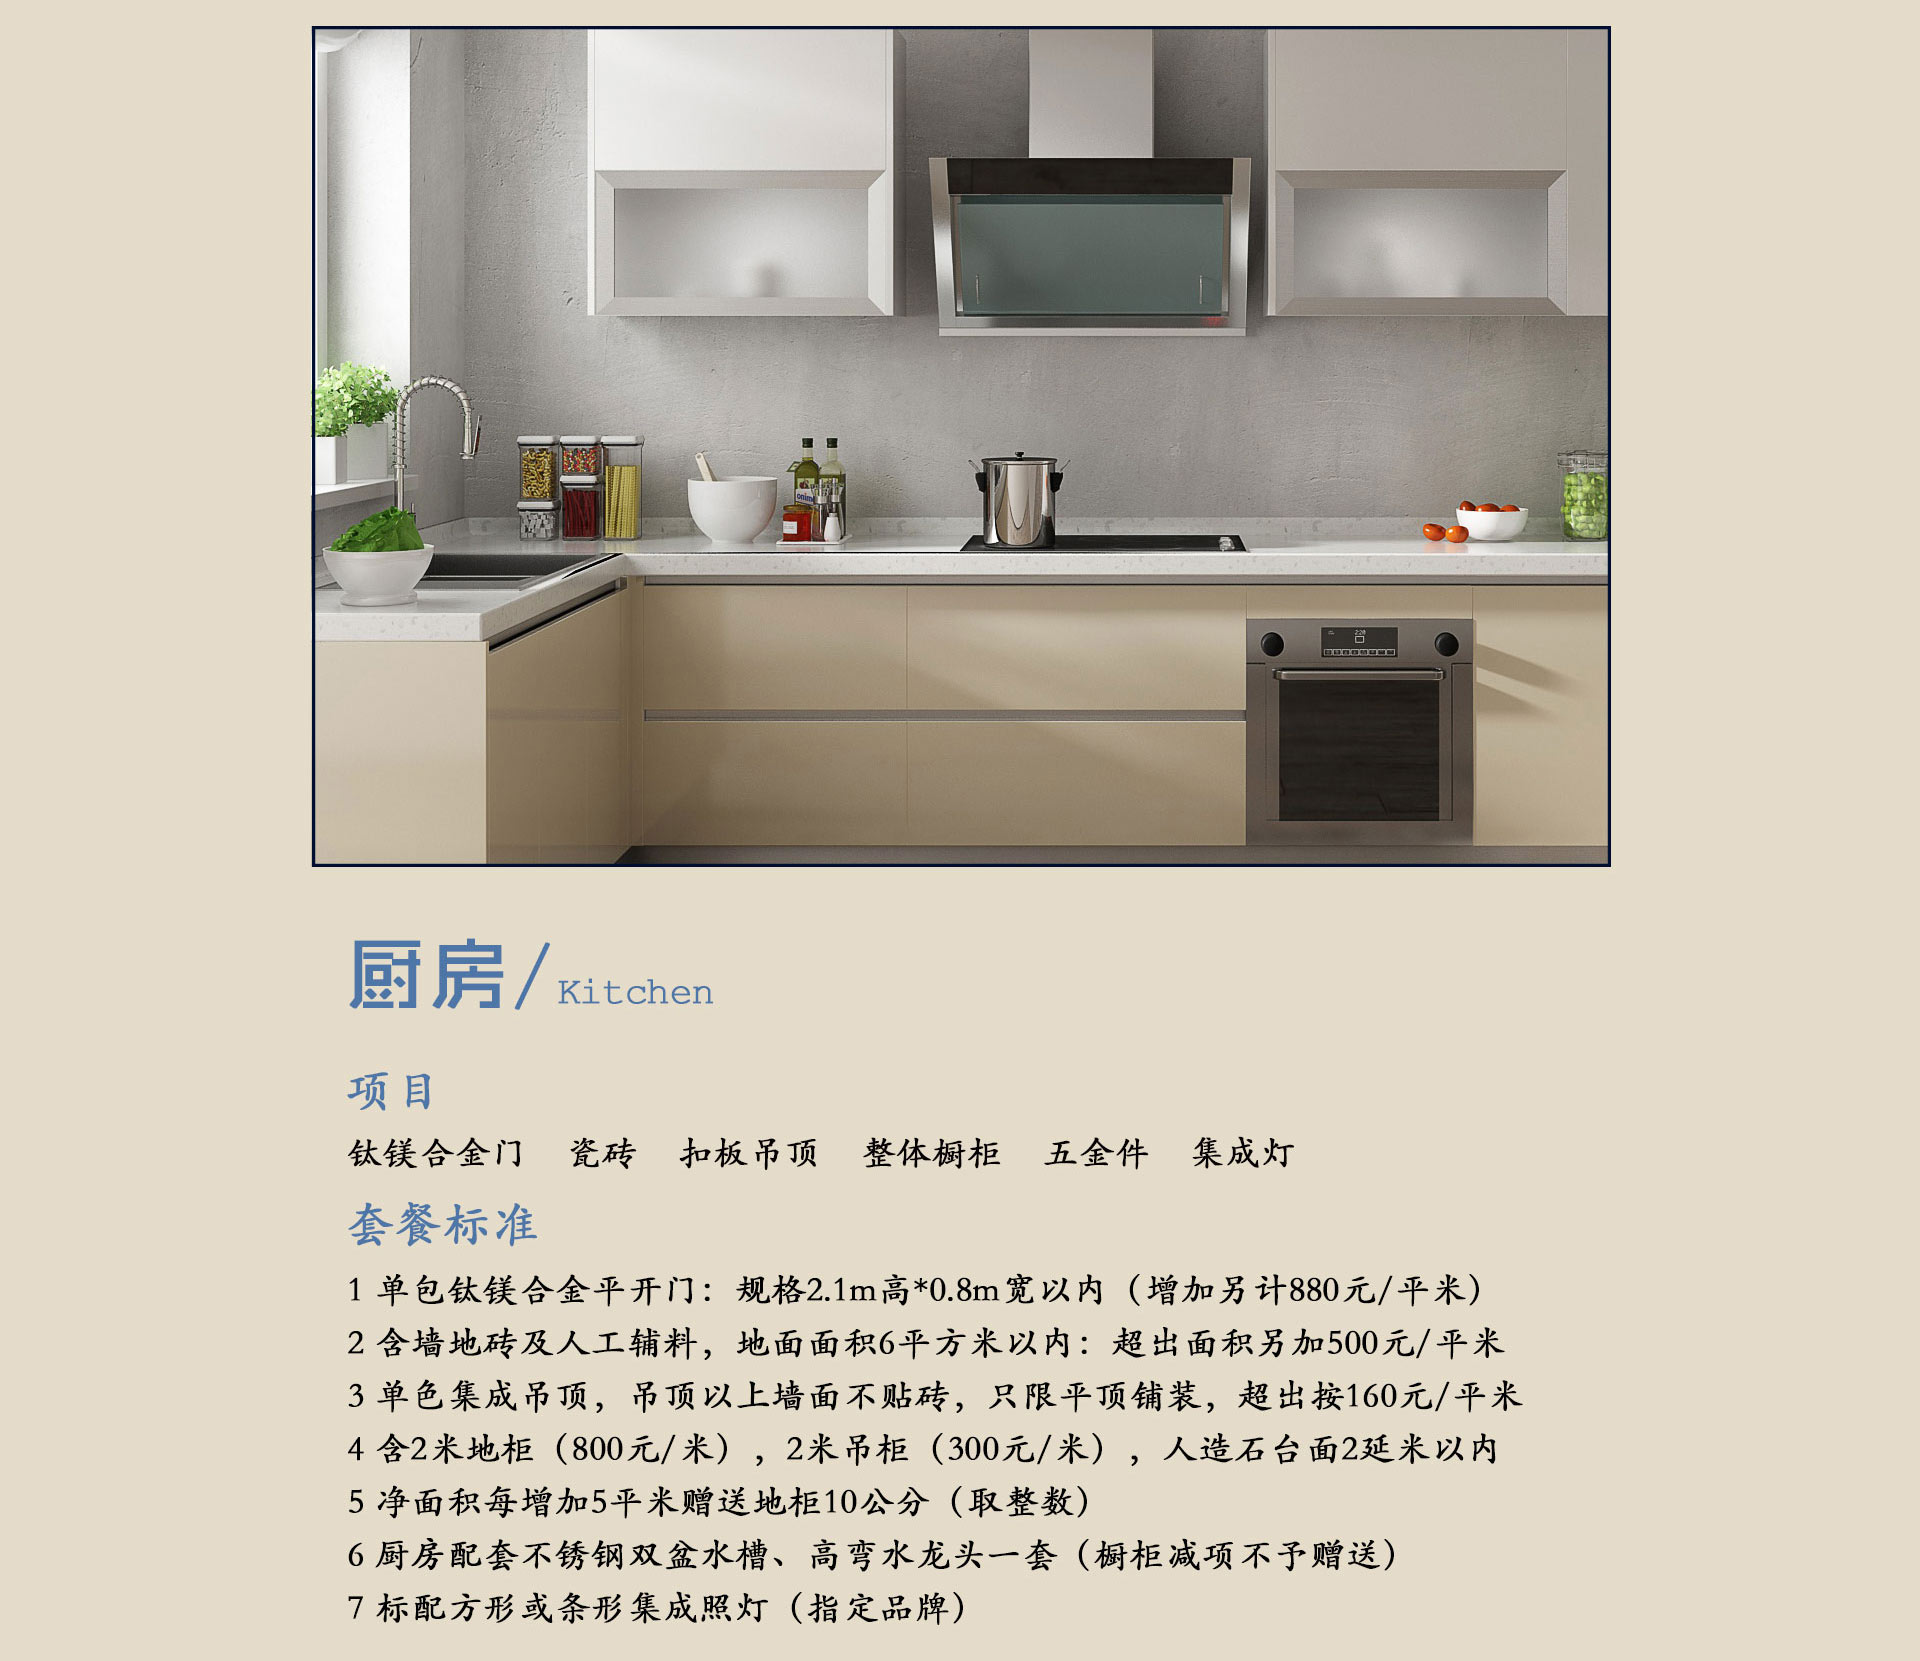 onime
2:20
厨房/Kitchen
项目
钛镁合金门 瓷砖 扣板吊顶 整体橱柜 五金件 集成灯
套餐标准
1 单包钛镁合金平开门：规格2.1m高*0.8m宽以内（增加另计880元/平米）
2 含墙地砖及人工辅料，地面面积6平方米以内：超出面积另加500元/平米
3 单色集成吊顶，吊顶以上墙面不贴砖，只限平顶铺装，超出按160元/平米
4 含2米地柜（800元/米），2米吊柜（300元/米），人造石台面2延米以内
5 净面积每增加5平米赠送地柜10公分（取整数）
6 厨房配套不锈钢双盆水槽、高弯水龙头一套（橱柜减项不予赠送）
7 标配方形或条形集成照灯（指定品牌）